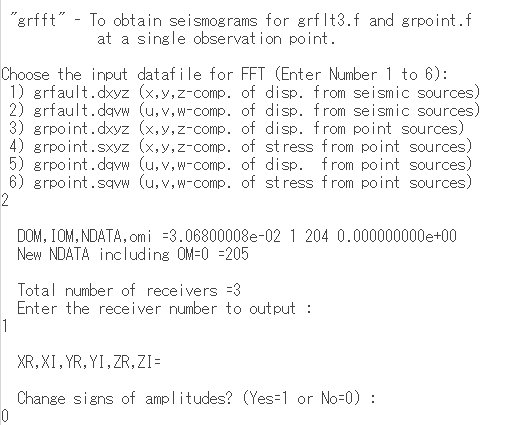 "grfft" - To obtain seismograms for grflt3.f and grpoint.f
at a single observation point.
Choose the input datafile for FFT (Enter Number 1 to 6):
1) grfault.dxyz (x,y,z-comp. of disp. from seismic sources)
2) grfault.dqvw (u,v,w-comp. of disp. from seismic sources)
3) grpoint.dxyz (x,y,z-comp. of disp. from point sources)
4) grpoint.sxyz (x,y,z-comp. of stress from point sources)
5) grpoint.dqvw (u,v,w-comp. of disp.  from point sources)
6) grpoint.sqvw (u,v,w-comp. of stress from point sources)
2
DOM,IOM,NDATA,omi =3.06800008e-02 1 204 0.000000000e+00
New NDATA including OM=0 =205
Total number of receivers =3
Enter the receiver number to output :
1
XR,XI,YR,YI,ZR,ZI=
Change signs of amplitudes? (Yes=1 or No=0) :
0